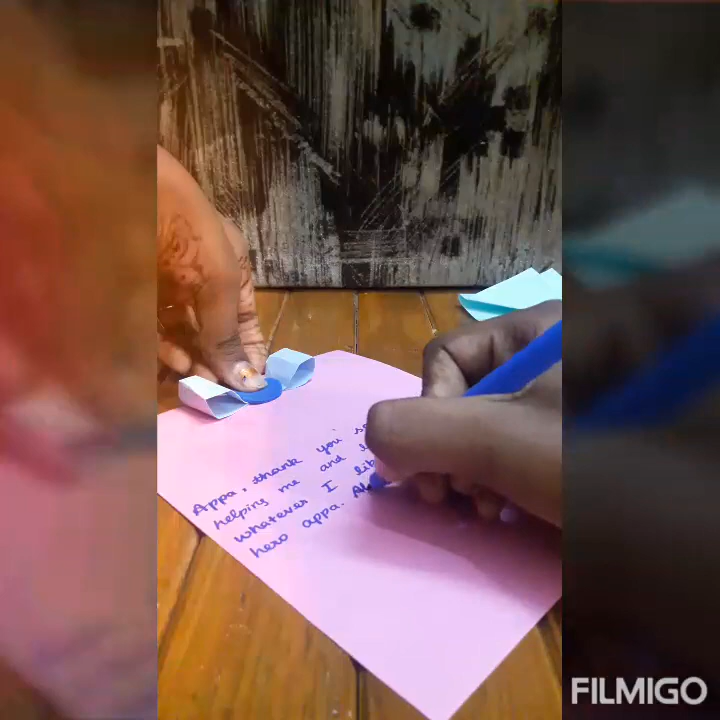 Appa, thank you
helping me and
whatever I
hero appa.
FILMIGO